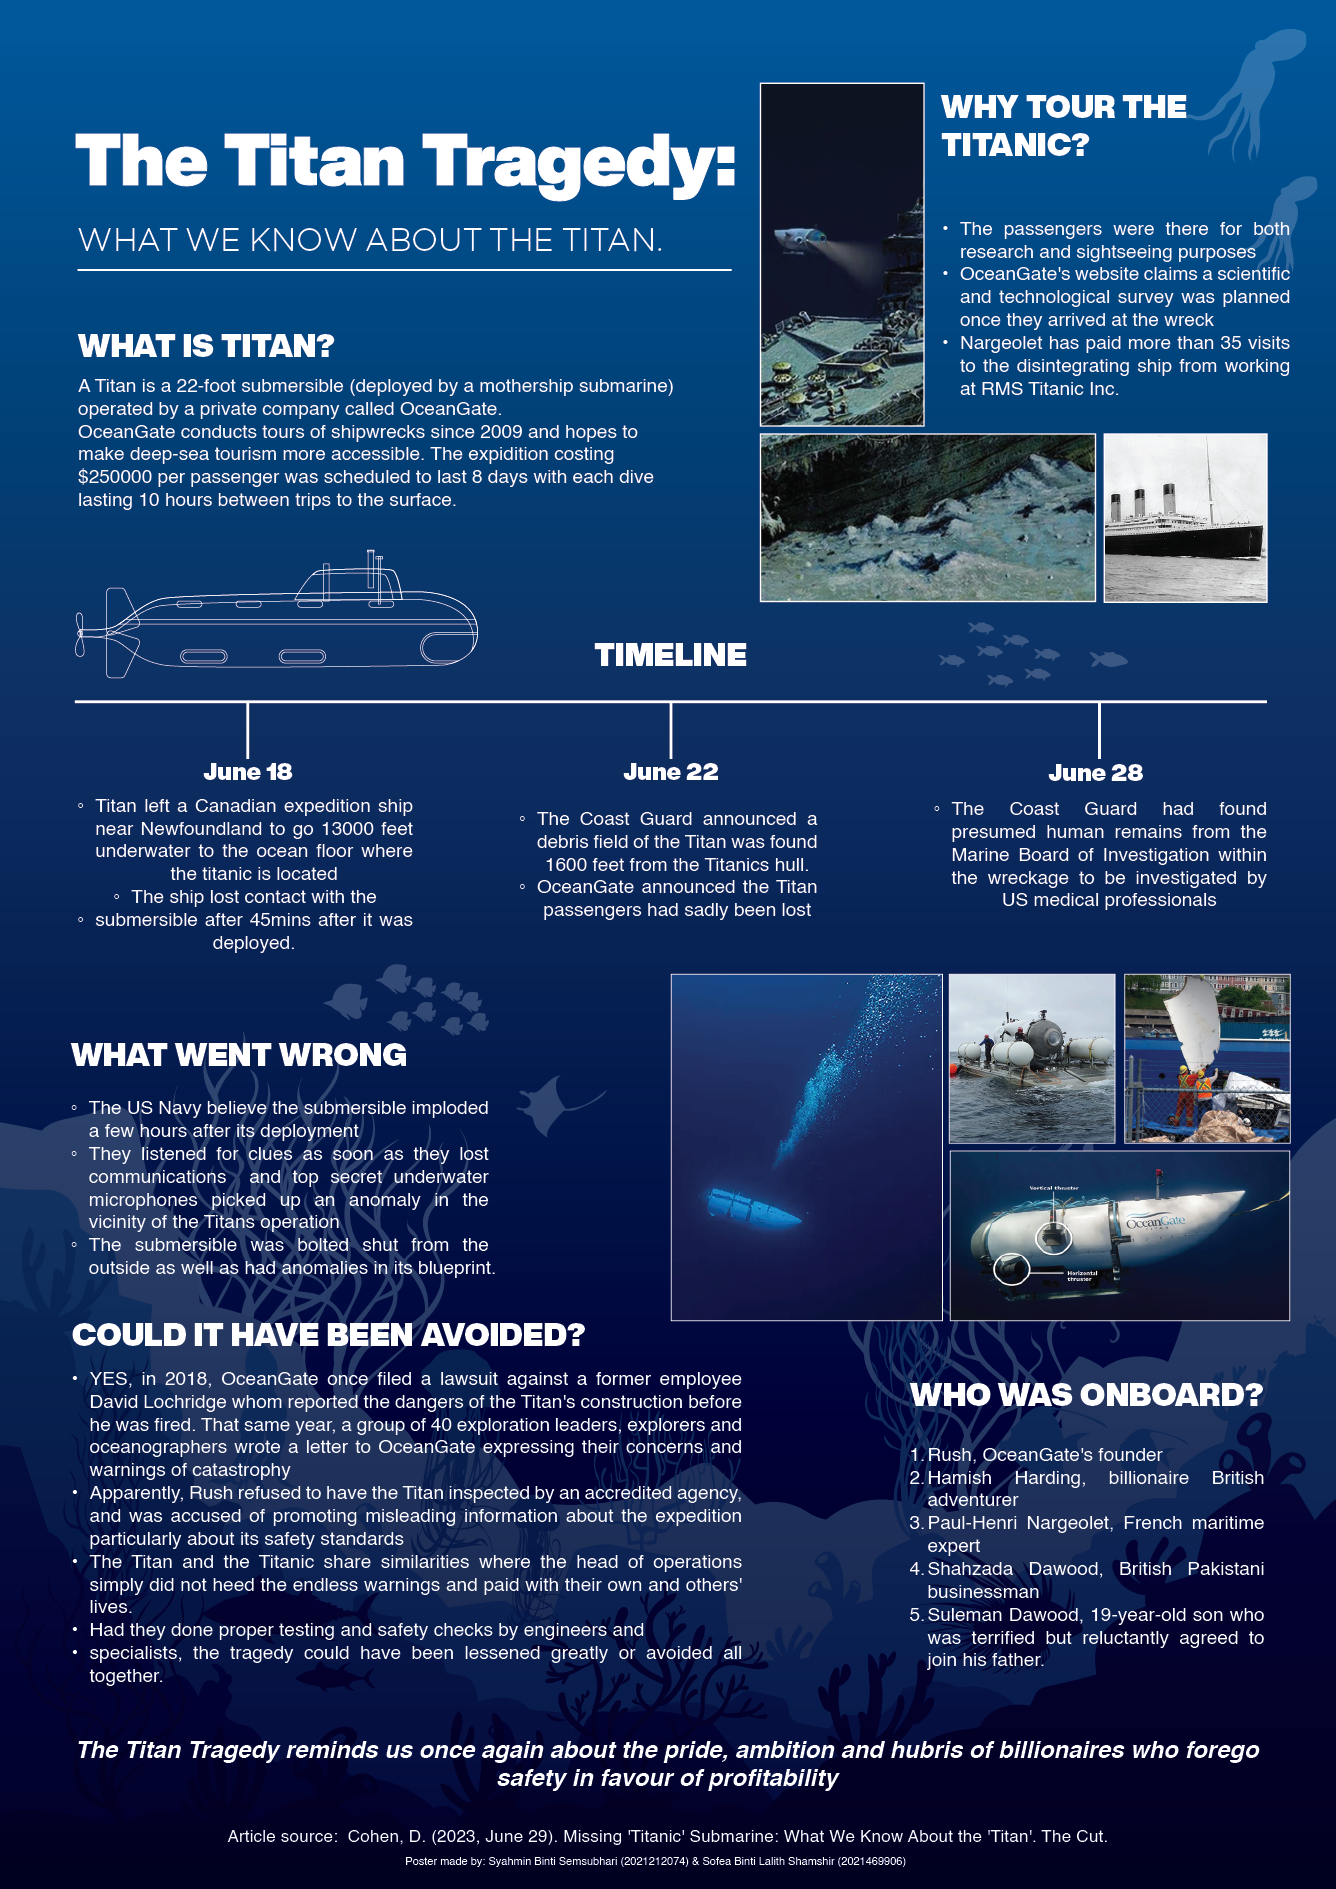 The Titan Tragedy:
WHAT WE KNOW ABOUT THE TITAN.
WHAT IS TITAN?
A Titan is a 22-foot submersible (deployed by a mothership submarine)
operated by a private company called OceanGate.
OceanGate conducts tours of shipwrecks since 2009 and hopes to
make deep-sea tourism more accessible. The expidition costing
$250000 per passenger was scheduled to last 8 days with each dive
lasting 10 hours between trips to the surface.
WHY TOUR THE
TITANIC?
• The passengers were there for both
research and sightseeing purposes
• OceanGate's website claims a scientific
and technological survey was planned
once they arrived at the wreck
• Nargeolet has paid more than 35 visits
to the disintegrating ship from working
at RMS Titanic Inc.
TIMELINE
June 18
◦ Titan left a Canadian expedition ship
near Newfoundland to go 13000 feet
underwater to the ocean floor where
the titanic is located
◦ The ship lost contact with the
◦ submersible after 45mins after it was
deployed.
June 22
◦ The Coast Guard announced a
debris field of the Titan was found
1600 feet from the Titanics hull.
◦ OceanGate announced the Titan
passengers had sadly been lost
June 28
◦ The Coast Guard had found
presumed human remains from the
Marine Board of Investigation within
the wreckage to be investigated by
US medical professionals
WHAT WENT WRONG
◦ The US Navy believe the submersible imploded
a few hours after its deployment
◦ They listened for clues as soon as they lost
communications and top secret underwater
microphones picked up an anomaly in the
vicinity of the Titans operation
◦ The submersible was bolted shut from the
outside as well as had anomalies in its blueprint.
Vertical thruster
OceanGate
Horizontal
thruster
COULD IT HAVE BEEN AVOIDED?
• YES, in 2018, OceanGate once filed a lawsuit against a former employee
David Lochridge whom reported the dangers of the Titan's construction before
he was fired. That same year, a group of 40 exploration leaders, explorers and
oceanographers wrote a letter to OceanGate expressing their concerns and
warnings of catastrophy
• Apparently, Rush refused to have the Titan inspected by an accredited agency,
and was accused of promoting misleading information about the expedition
particularly about its safety standards
• The Titan and the Titanic share similarities where the head of operations
simply did not heed the endless warnings and paid with their own and others'
lives.
• Had they done proper testing and safety checks by engineers and
• specialists, the tragedy could have been lessened greatly or avoided all
together.
WHO WAS ONBOARD?
1. Rush, OceanGate's founder
2. Hamish Harding, billionaire British
adventurer
3. Paul-Henri Nargeolet, French maritime
expert
4. Shahzada Dawood, British Pakistani
businessman
5. Suleman Dawood, 19-year-old son who
was terrified but reluctantly agreed to
join his father.
The Titan Tragedy reminds us once again about the pride, ambition and hubris of billionaires who forego
safety in favour of profitability
Article source: Cohen, D. (2023, June 29). Missing 'Titanic' Submarine: What We Know About the 'Titan'. The Cut.
Poster made by: Syahmin Binti Semsubhari (2021212074) & Sofea Binti Lalith Shamshir (2021469906)